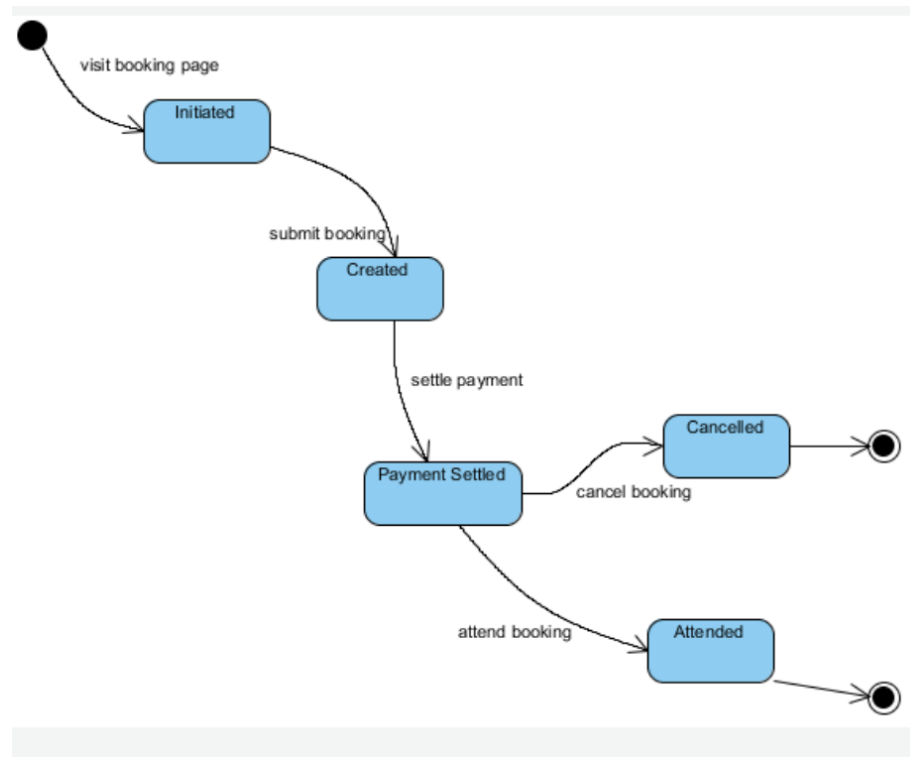 visit booking page
Initiated
submit booking
Created
settle payment
Cancelled
Payment Settled
cancel booking
attend booking
Attended